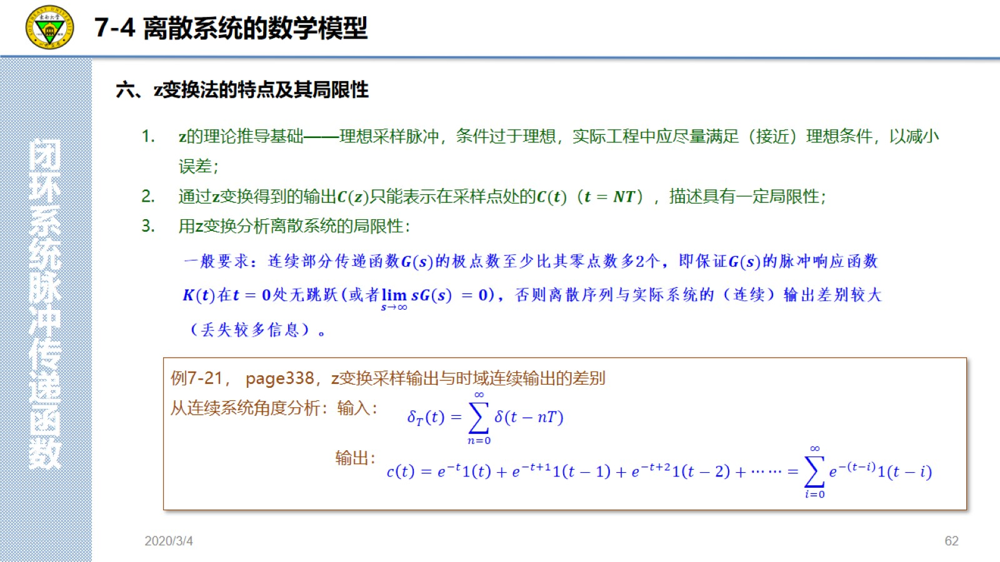 7-4 离散系统的数学模型
闭环系统脉冲传递函数
六、z变换法的特点及其局限性
1. z的理论推导基础——理想采样脉冲，条件过于理想，实际工程中应尽量满足（接近）理想条件，以减小
误差；
2. 通过z变换得到的输出C(z)只能表示在采样点处的C(t)（t = NT），描述具有一定局限性；
3. 用z变换分析离散系统的局限性：
一般要求：连续部分传递函数G(s)的极点数至少比其零点数多2个，即保证G(s)的脉冲响应函数
K(t)在t = 0处无跳跃(或者lim_{s→∞} sG(s) = 0)，否则离散序列与实际系统的（连续）输出差别较大
（丢失较多信息）。
例7-21， page338，z变换采样输出与时域连续输出的差别
从连续系统角度分析：输入： δ_T(t) = ∑_{n=0}^{∞} δ(t − nT)
输出： c(t) = e^{−t}1(t) + e^{−t+1}1(t − 1) + e^{−t+2}1(t − 2) + ⋯⋯ = ∑_{i=0}^{∞} e^{−(t−i)}1(t − i)
2020/3/4
62